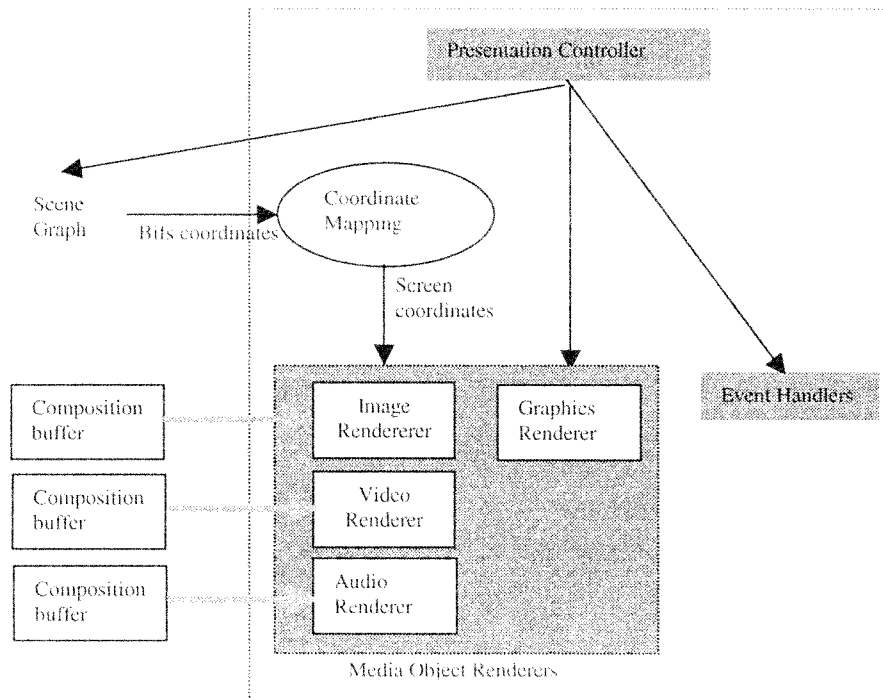 Presentation Controller
Scene
Graph
Bifs coordinates
Coordinate
Mapping
Screen
coordinates
Event Handlers
Composition
buffer
Image
Rendererer
Graphics
Renderer
Composition
buffer
Video
Renderer
Composition
buffer
Audio
Renderer
Media Object Renderers